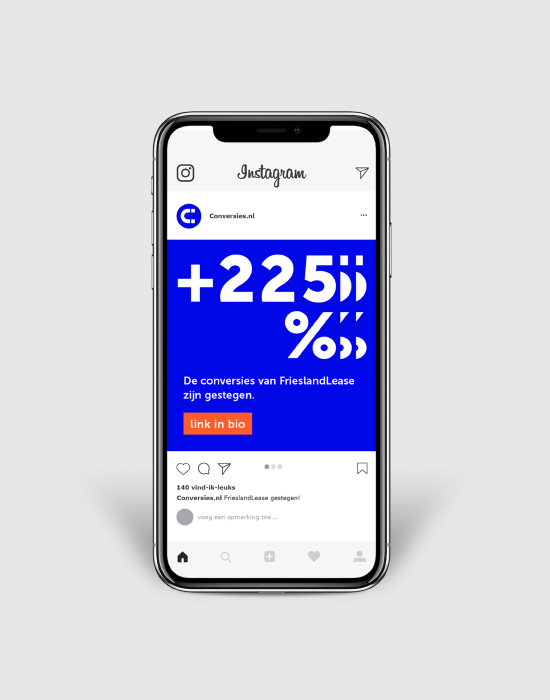 Instagram
Conversies.nl
+225
%
De conversies van FrieslandLease
zijn gestegen.
link in bio
140 vind-ik-leuks
Conversies.nl FrieslandLease gestegen!
voeg een opmerking toe...